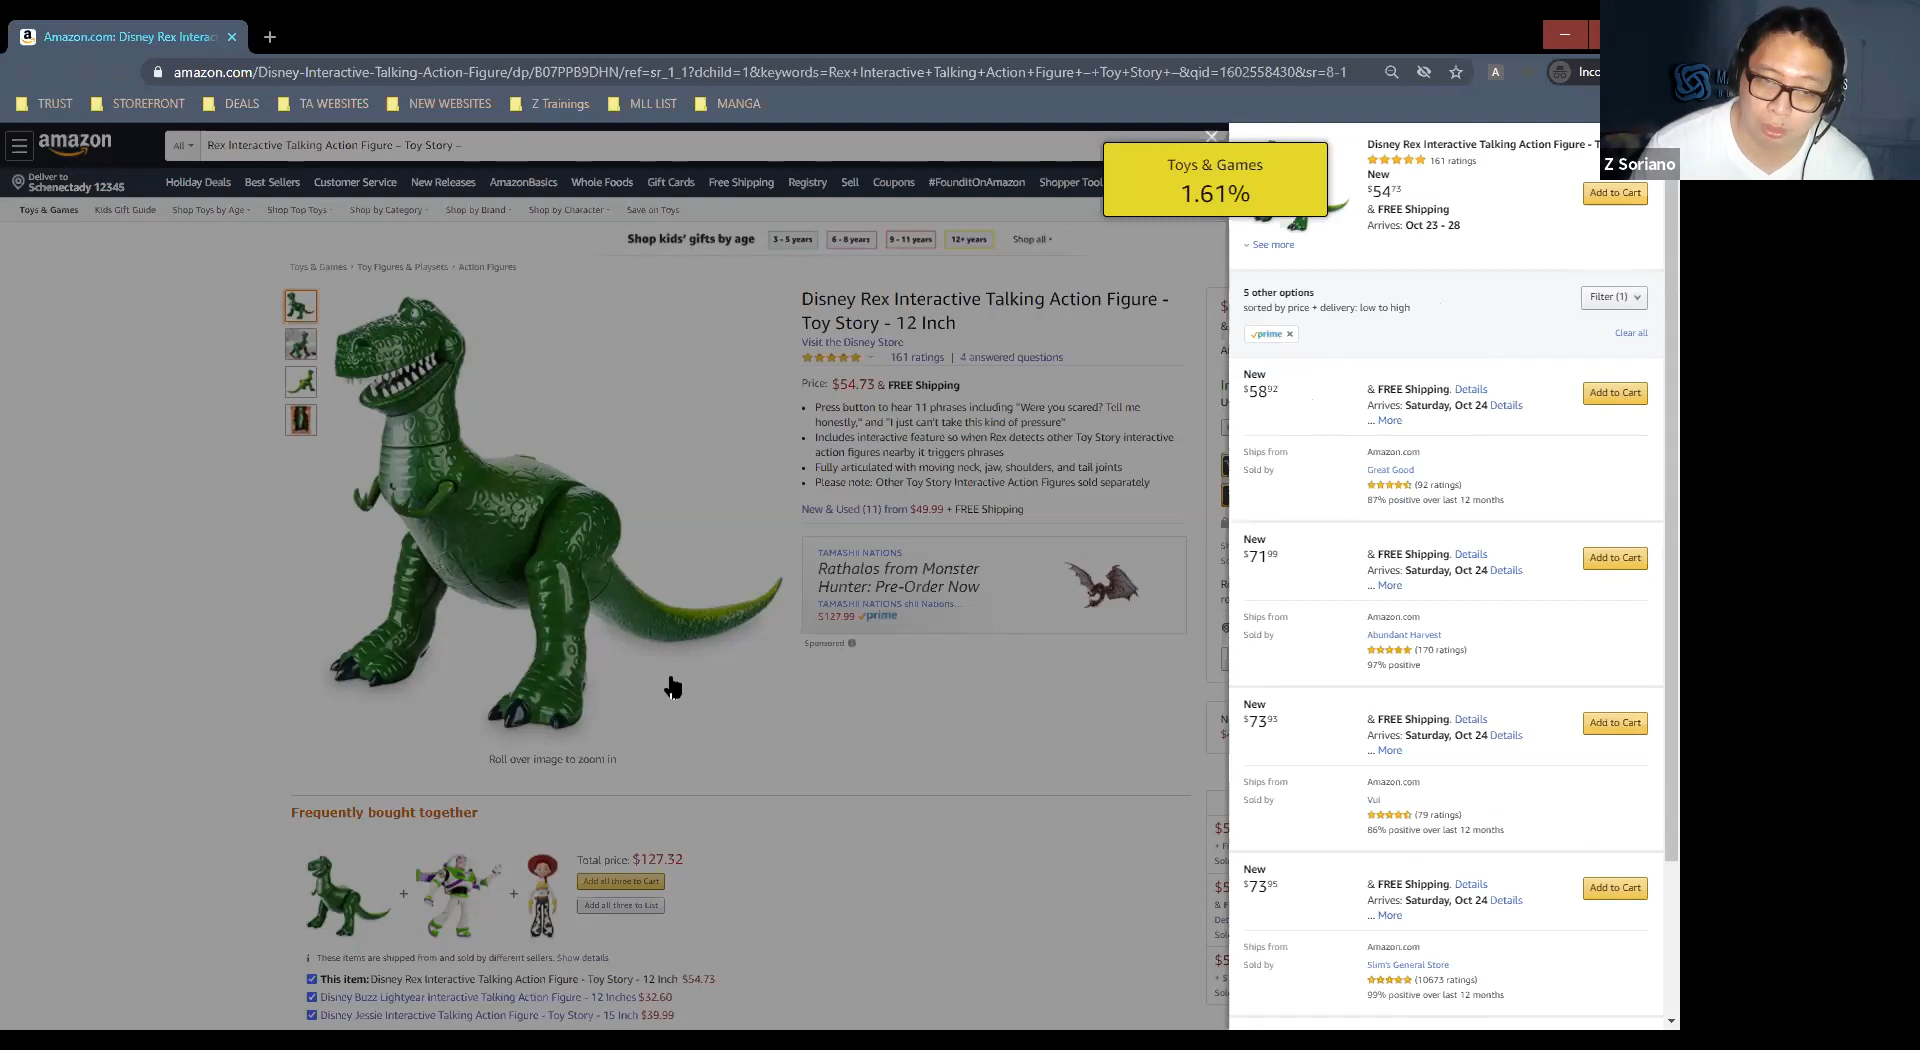 Amazon.com: Disney Rex Interac
amazon.com/Disney-Interactive-Talking-Action-Figure/dp/B07PPB9DHN/ref=sr_1_1?dchild=1&keywords=Rex+Interactive+Talking+Action+Figure+–+Toy+Story+–&qid=1602558430&sr=8-1
A
Inco
TRUST STOREFRONT DEALS TA WEBSITES NEW WEBSITES Z Trainings MLL LIST MANGA
Z Soriano
amazon
All Rex Interactive Talking Action Figure – Toy Story –
Deliver to
Schenectady 12345
Holiday Deals Best Sellers Customer Service New Releases AmazonBasics Whole Foods Gift Cards Free Shipping Registry Sell Coupons #FoundItOnAmazon Shopper Tool
Toys & Games Kids Gift Guide Shop Toys by Age Shop Top Toys Shop by Category Shop by Brand Shop by Character Save on Toys
Shop kids' gifts by age 3 - 5 years 6 - 8 years 9 - 11 years 12+ years Shop all
Toys & Games › Toy Figures & Playsets › Action Figures
Disney Rex Interactive Talking Action Figure -
Toy Story - 12 Inch
Visit the Disney Store
161 ratings | 4 answered questions
Price: $54.73 & FREE Shipping
• Press button to hear 11 phrases including "Were you scared? Tell me
honestly," and "I just can't take this kind of pressure"
• Includes interactive feature so when Rex detects other Toy Story interactive
action figures nearby it triggers phrases
• Fully articulated with moving neck, jaw, shoulders, and tail joints
• Please note: Other Toy Story Interactive Action Figures sold separately
New & Used (11) from $49.99 + FREE Shipping
TAMASHII NATIONS
Rathalos from Monster
Hunter: Pre-Order Now
TAMASHII NATIONS shii Nations...
$127.99 prime
Sponsored
Roll over image to zoom in
Frequently bought together
Total price: $127.32
Add all three to Cart
Add all three to List
+ +
i These items are shipped from and sold by different sellers. Show details
This item: Disney Rex Interactive Talking Action Figure - Toy Story - 12 Inch $54.73
Disney Buzz Lightyear Interactive Talking Action Figure - 12 Inches $32.60
Disney Jessie Interactive Talking Action Figure - Toy Story - 15 Inch $39.99
Toys & Games
1.61%
Disney Rex Interactive Talking Action Figure - T
161 ratings
New
$54 73
Add to Cart
& FREE Shipping
Arrives: Oct 23 - 28
See more
5 other options
sorted by price + delivery: low to high
Filter (1)
prime ×
Clear all
New
$58 92
& FREE Shipping. Details
Arrives: Saturday, Oct 24 Details
... More
Add to Cart
Ships from Amazon.com
Sold by Great Good
(92 ratings)
87% positive over last 12 months
New
$71 99
& FREE Shipping. Details
Arrives: Saturday, Oct 24 Details
... More
Add to Cart
Ships from Amazon.com
Sold by Abundant Harvest
(170 ratings)
97% positive
New
$73 93
& FREE Shipping. Details
Arrives: Saturday, Oct 24 Details
... More
Add to Cart
Ships from Amazon.com
Sold by Vui
(79 ratings)
86% positive over last 12 months
New
$73 95
& FREE Shipping. Details
Arrives: Saturday, Oct 24 Details
... More
Add to Cart
Ships from Amazon.com
Sold by Slim's General Store
(10673 ratings)
99% positive over last 12 months